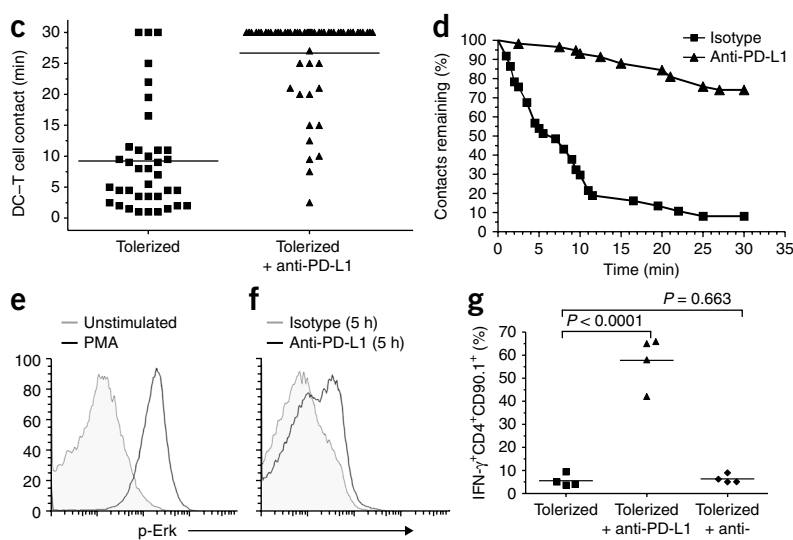 c
DC–T cell contact (min)
30
25
20
15
10
5
0
Tolerized
Tolerized
+ anti-PD-L1
d
Isotype
Anti-PD-L1
Contacts remaining (%)
100
90
80
70
60
50
40
30
20
10
0
0 5 10 15 20 25 30 35
Time (min)
e
Unstimulated
PMA
100
80
60
40
20
0
f
Isotype (5 h)
Anti-PD-L1 (5 h)
p-Erk
g
P = 0.663
P < 0.0001
IFN-γ+CD4+CD90.1+ (%)
70
60
50
40
30
20
10
0
Tolerized
Tolerized
+ anti-PD-L1
Tolerized
+ anti-